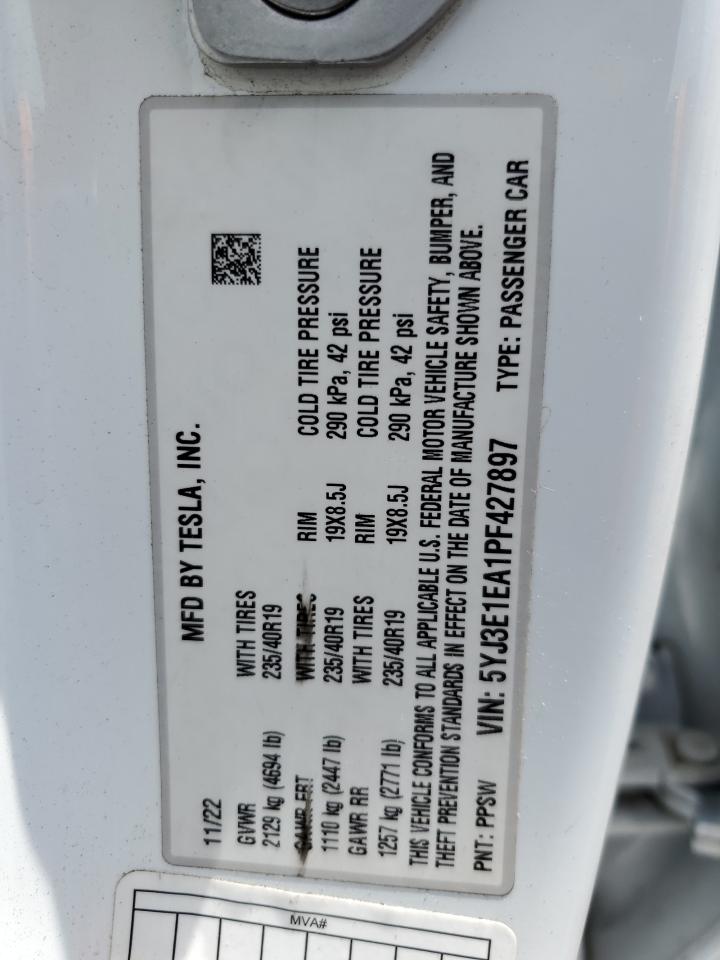 MFD BY TESLA, INC.
11/22
GVWR WITH TIRES
2129 kg (4694 lb) 235/40R19
GAWR FRT WITH TIRES RIM COLD TIRE PRESSURE
1110 kg (2447 lb) 235/40R19 19X8.5J 290 kPa, 42 psi
GAWR RR WITH TIRES RIM COLD TIRE PRESSURE
1257 kg (2771 lb) 235/40R19 19X8.5J 290 kPa, 42 psi
THIS VEHICLE CONFORMS TO ALL APPLICABLE U.S. FEDERAL MOTOR VEHICLE SAFETY, BUMPER, AND
THEFT PREVENTION STANDARDS IN EFFECT ON THE DATE OF MANUFACTURE SHOWN ABOVE.
PNT: PPSW VIN: 5YJ3E1EA1PF427897 TYPE: PASSENGER CAR
MVA#